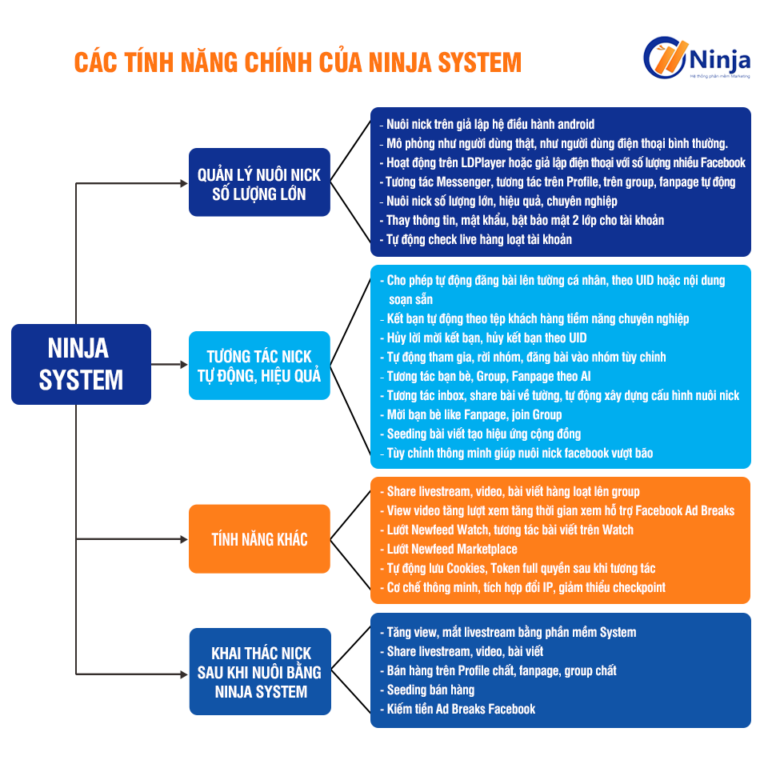 CÁC TÍNH NĂNG CHÍNH CỦA NINJA SYSTEM
Ninja
Hệ thống phần mềm Marketing
NINJA
SYSTEM
QUẢN LÝ NUÔI NICK
SỐ LƯỢNG LỚN
- Nuôi nick trên giả lập hệ điều hành android
- Mô phỏng như người dùng thật, như người dùng điện thoại bình thường.
- Hoạt động trên LDPlayer hoặc giả lập điện thoại với số lượng nhiều Facebook
- Tương tác Messenger, tương tác trên Profile, trên group, fanpage tự động
- Nuôi nick số lượng lớn, hiệu quả, chuyên nghiệp
- Thay thông tin, mật khẩu, bật bảo mật 2 lớp cho tài khoản
- Tự động check live hàng loạt tài khoản
TƯƠNG TÁC NICK
TỰ ĐỘNG, HIỆU QUẢ
- Cho phép tự động đăng bài lên tường cá nhân, theo UID hoặc nội dung
soạn sẵn
- Kết bạn tự động theo tệp khách hàng tiềm năng chuyên nghiệp
- Hủy lời mời kết bạn, hủy kết bạn theo UID
- Tự động tham gia, rời nhóm, đăng bài vào nhóm tùy chỉnh
- Tương tác bạn bè, Group, Fanpage theo AI
- Tương tác inbox, share bài về tường, tự động xây dựng cấu hình nuôi nick
- Mời bạn bè like Fanpage, join Group
- Seeding bài viết tạo hiệu ứng cộng đồng
- Tùy chỉnh thông minh giúp nuôi nick facebook vượt bão
TÍNH NĂNG KHÁC
- Share livestream, video, bài viết hàng loạt lên group
- View video tăng lượt xem tăng thời gian xem hỗ trợ Facebook Ad Breaks
- Lướt Newfeed Watch, tương tác bài viết trên Watch
- Lướt Newfeed Marketplace
- Tự động lưu Cookies, Token full quyền sau khi tương tác
- Cơ chế thông minh, tích hợp đổi IP, giảm thiểu checkpoint
KHAI THÁC NICK
SAU KHI NUÔI BẰNG
NINJA SYSTEM
- Tăng view, mắt livestream bằng phần mềm System
- Share livestream, video, bài viết
- Bán hàng trên Profile chất, fanpage, group chất
- Seeding bán hàng
- Kiếm tiền Ad Breaks Facebook